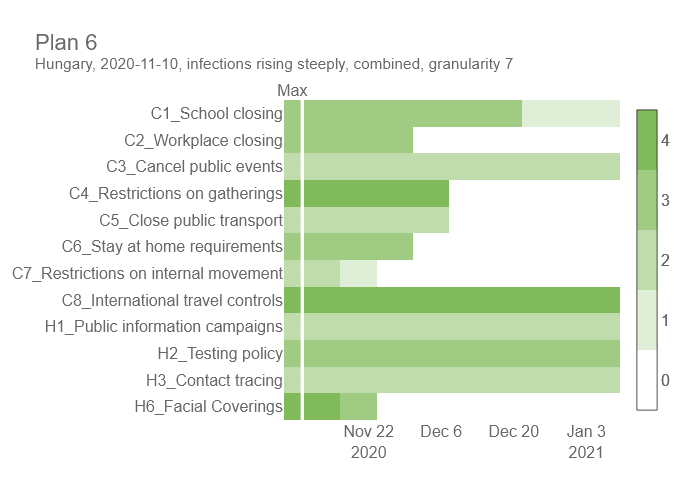 Plan 6
Hungary, 2020-11-10, infections rising steeply, combined, granularity 7
Max
C1_School closing
C2_Workplace closing
C3_Cancel public events
C4_Restrictions on gatherings
C5_Close public transport
C6_Stay at home requirements
C7_Restrictions on internal movement
C8_International travel controls
H1_Public information campaigns
H2_Testing policy
H3_Contact tracing
H6_Facial Coverings
4
3
2
1
0
Nov 22 Dec 6 Dec 20 Jan 3
2020 2021